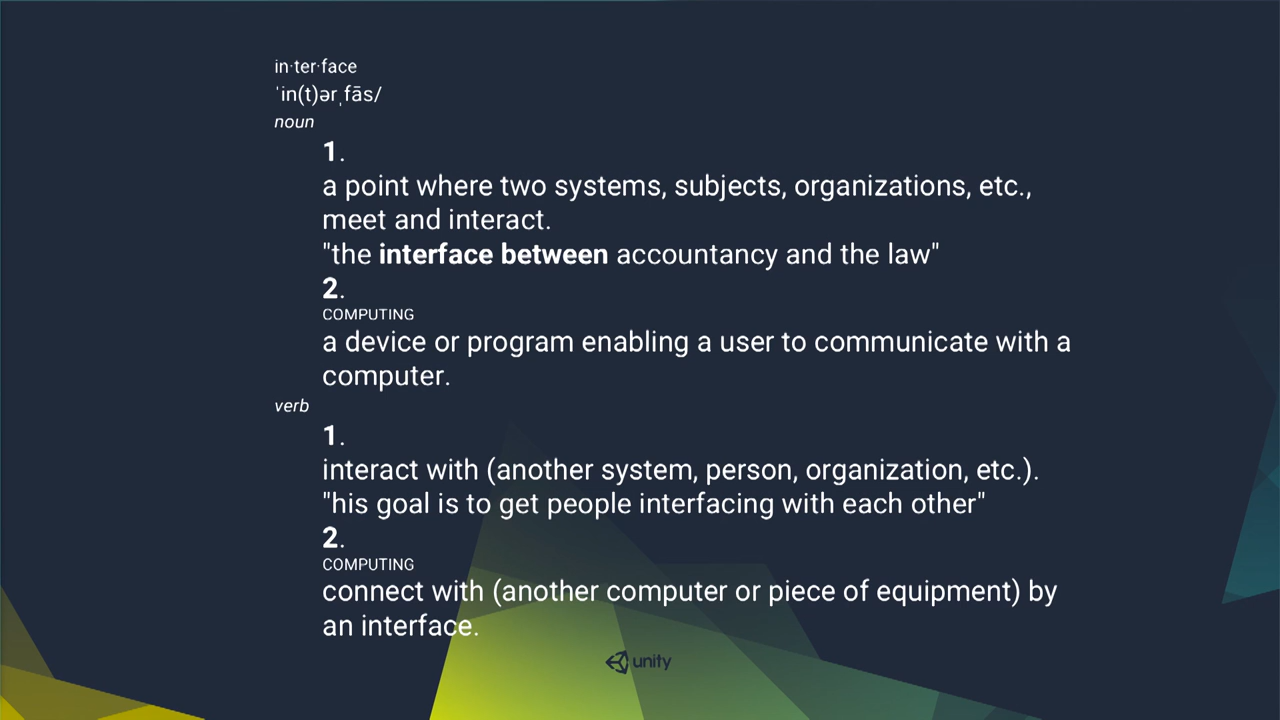 in·ter·face
ˈin(t)ərˌfās/
noun
1.
a point where two systems, subjects, organizations, etc.,
meet and interact.
"the interface between accountancy and the law"
2.
COMPUTING
a device or program enabling a user to communicate with a
computer.
verb
1.
interact with (another system, person, organization, etc.).
"his goal is to get people interfacing with each other"
2.
COMPUTING
connect with (another computer or piece of equipment) by
an interface.
unity